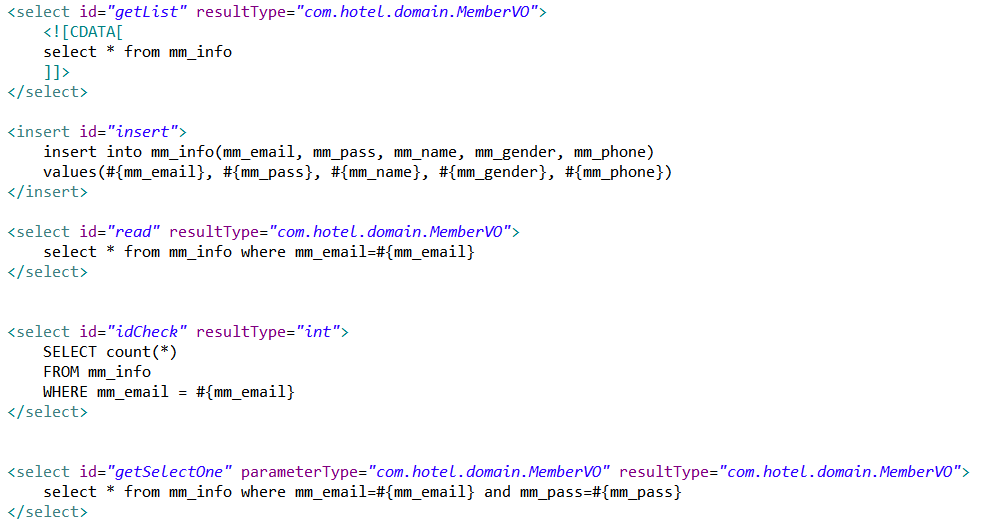 <select id="getList" resultType="com.hotel.domain.MemberVO">
    <![CDATA[
    select * from mm_info
    ]]>
</select>

<insert id="insert">
    insert into mm_info(mm_email, mm_pass, mm_name, mm_gender, mm_phone)
    values(#{mm_email}, #{mm_pass}, #{mm_name}, #{mm_gender}, #{mm_phone})
</insert>

<select id="read" resultType="com.hotel.domain.MemberVO">
    select * from mm_info where mm_email=#{mm_email}
</select>


<select id="idCheck" resultType="int">
    SELECT count(*)
    FROM mm_info
    WHERE mm_email = #{mm_email}
</select>


<select id="getSelectOne" parameterType="com.hotel.domain.MemberVO" resultType="com.hotel.domain.MemberVO">
    select * from mm_info where mm_email=#{mm_email} and mm_pass=#{mm_pass}
</select>